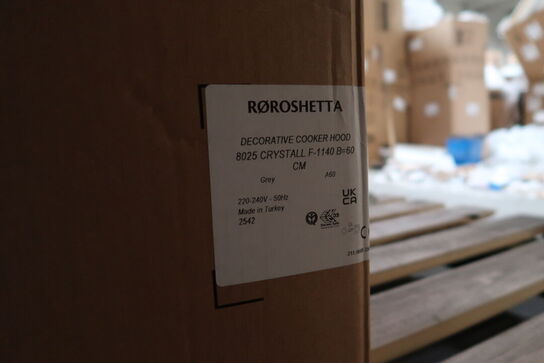 RØROSHETTA
DECORATIVE COOKER HOOD
8025 CRYSTALL F-1140 B=60
CM
Grey A60
220-240V - 50Hz
Made in Turkey
2542
UK
CA